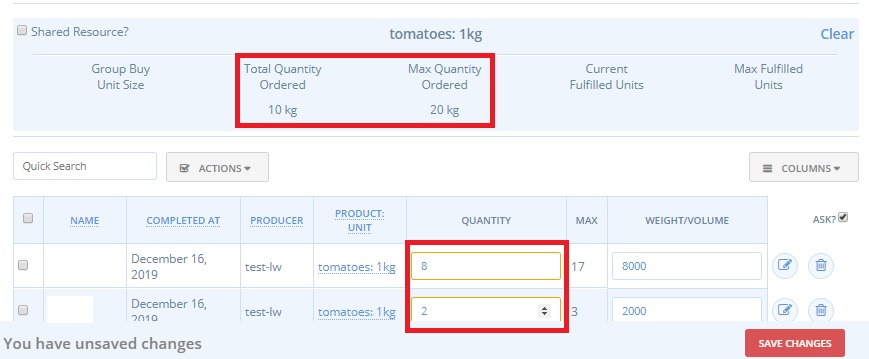 Shared Resource? tomatoes: 1kg Clear
Group Buy Total Quantity Max Quantity Current Max Fulfilled
Unit Size Ordered Ordered Fulfilled Units Units
10 kg 20 kg
Quick Search ACTIONS COLUMNS
NAME COMPLETED AT PRODUCER PRODUCT: UNIT QUANTITY MAX WEIGHT/VOLUME ASK?
December 16,
2019 test-lw tomatoes: 1kg 8 17 8000
December 16,
2019 test-lw tomatoes: 1kg 2 3 2000
You have unsaved changes SAVE CHANGES